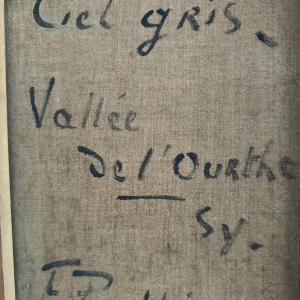 Ciel gris.
Vallée
de l'Ourthe
Sy.